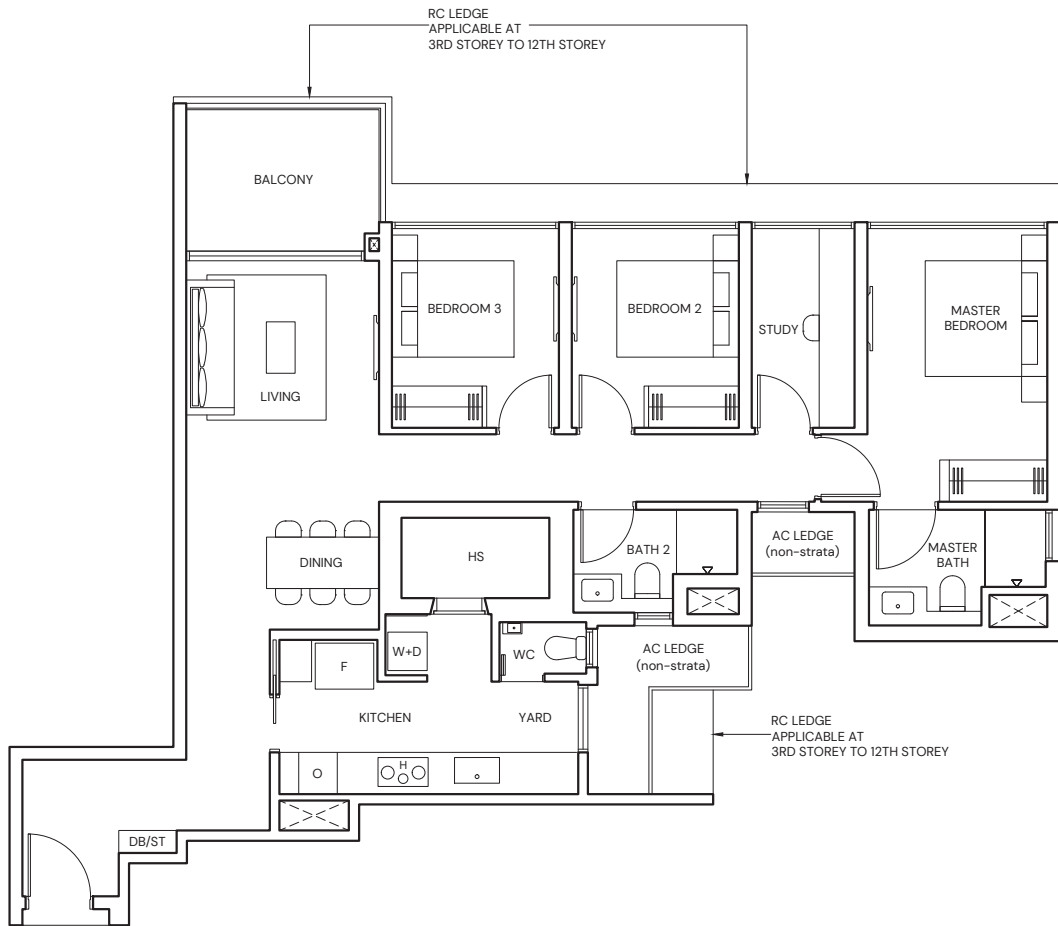 RC LEDGE
APPLICABLE AT
3RD STOREY TO 12TH STOREY
BALCONY
BEDROOM 3
BEDROOM 2
STUDY
MASTER
BEDROOM
LIVING
DINING
HS
BATH 2
AC LEDGE
(non-strata)
MASTER
BATH
W+D
WC
AC LEDGE
(non-strata)
F
KITCHEN
YARD
RC LEDGE
APPLICABLE AT
3RD STOREY TO 12TH STOREY
O
H
DB/ST